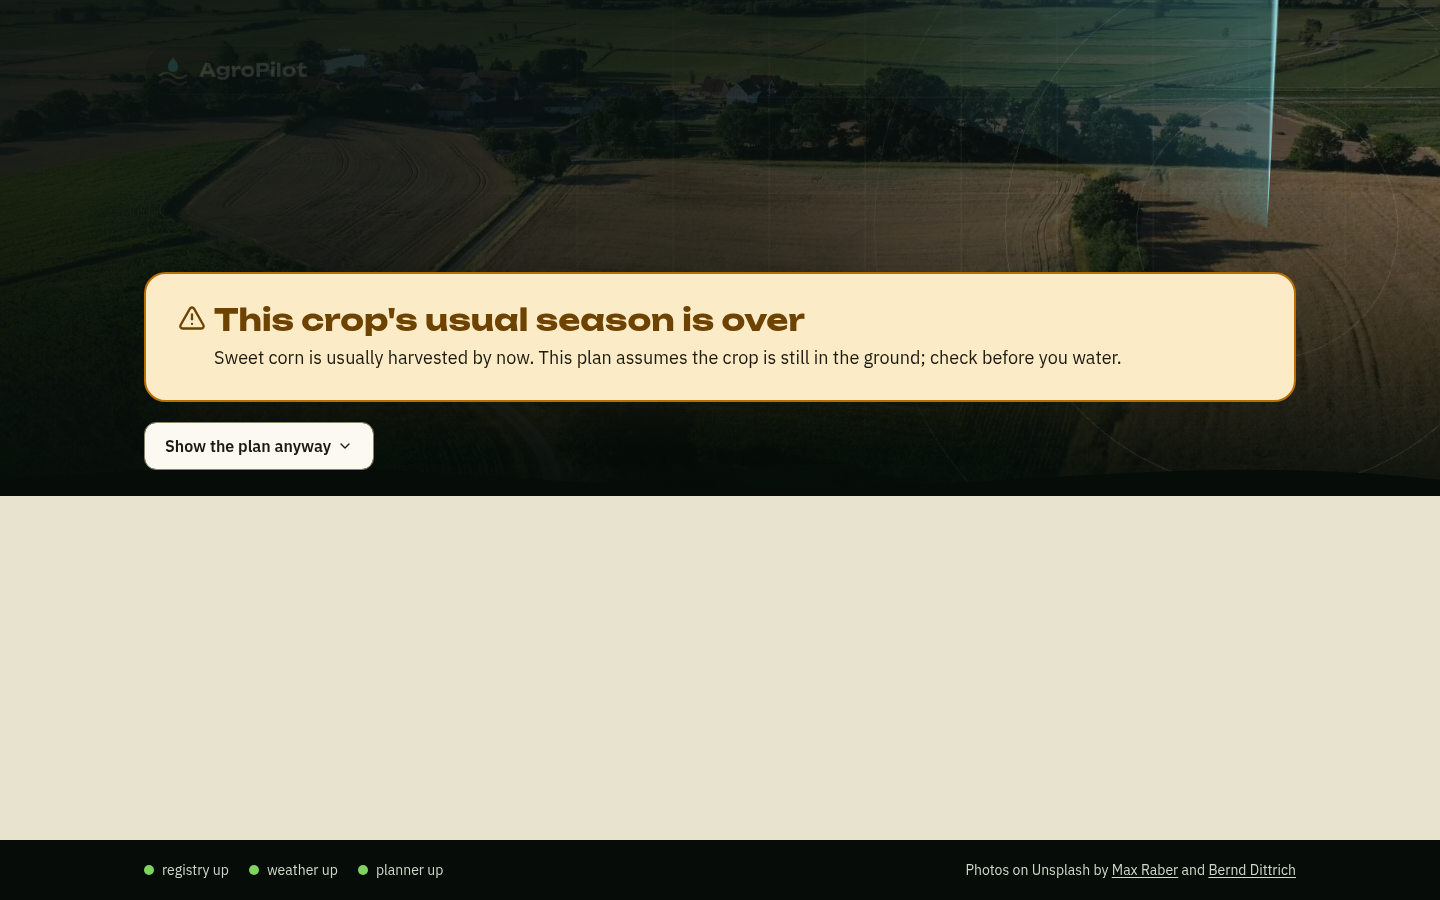 AgroPilot
This crop's usual season is over
Sweet corn is usually harvested by now. This plan assumes the crop is still in the ground; check before you water.
Show the plan anyway
registry up
weather up
planner up
Photos on Unsplash by Max Raber and Bernd Dittrich